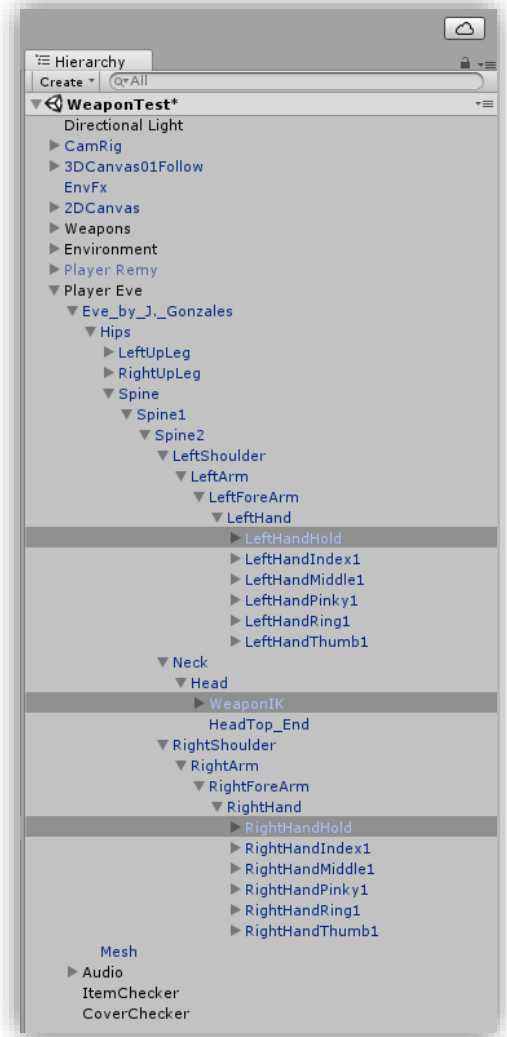 Hierarchy
Create All
WeaponTest*
Directional Light
CamRig
3DCanvas01Follow
EnvFx
2DCanvas
Weapons
Environment
Player Remy
Player Eve
Eve_by_J._Gonzales
Hips
LeftUpLeg
RightUpLeg
Spine
Spine1
Spine2
LeftShoulder
LeftArm
LeftForeArm
LeftHand
LeftHandHold
LeftHandIndex1
LeftHandMiddle1
LeftHandPinky1
LeftHandRing1
LeftHandThumb1
Neck
Head
WeaponIK
HeadTop_End
RightShoulder
RightArm
RightForeArm
RightHand
RightHandHold
RightHandIndex1
RightHandMiddle1
RightHandPinky1
RightHandRing1
RightHandThumb1
Mesh
Audio
ItemChecker
CoverChecker